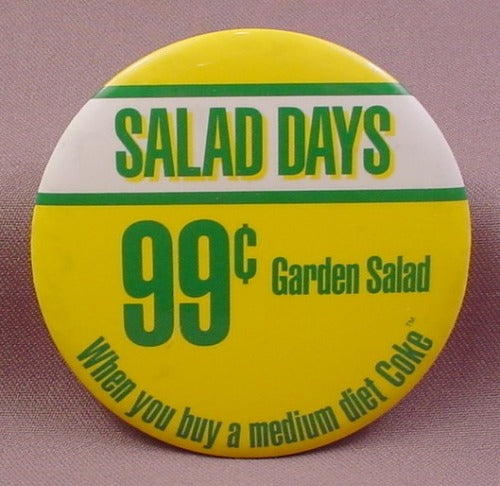 SALAD DAYS
99¢ Garden Salad
When you buy a medium diet Coke™